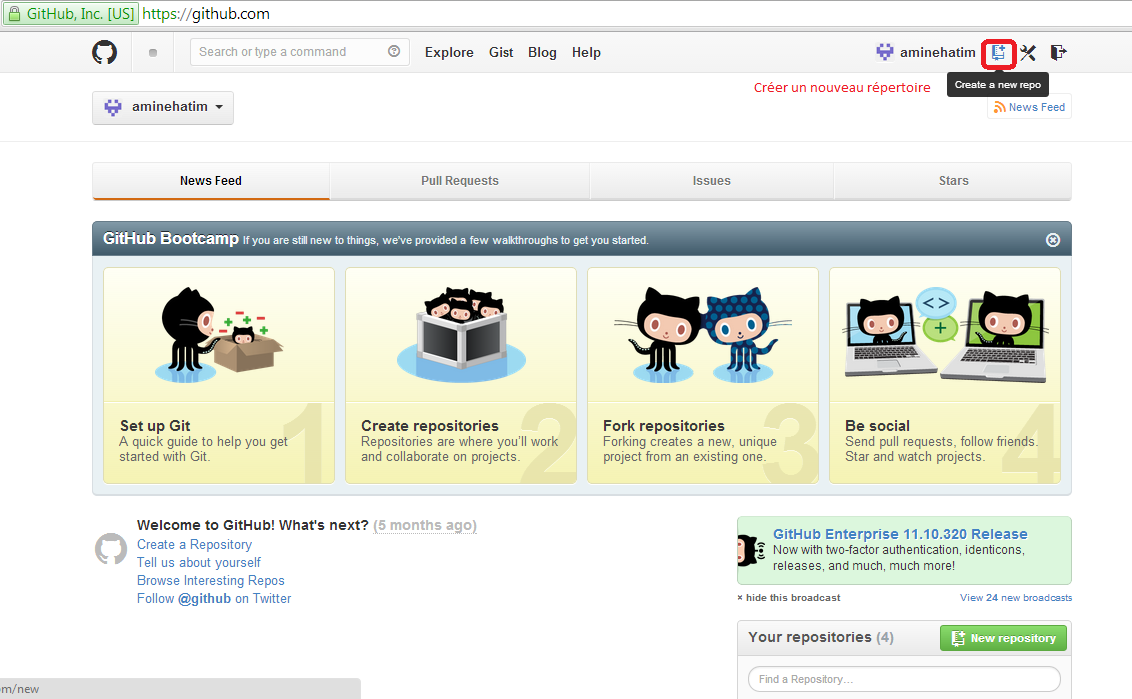 GitHub, Inc. [US] https://github.com
Search or type a command
Explore Gist Blog Help
aminehatim
Create a new repo
Créer un nouveau répertoire
aminehatim
News Feed
News Feed Pull Requests Issues Stars
GitHub Bootcamp If you are still new to things, we've provided a few walkthroughs to get you started.
1
Set up Git
A quick guide to help you get
started with Git.
2
Create repositories
Repositories are where you'll work
and collaborate on projects.
3
Fork repositories
Forking creates a new, unique
project from an existing one.
4
Be social
Send pull requests, follow friends.
Star and watch projects.
Welcome to GitHub! What's next? (5 months ago)
Create a Repository
Tell us about yourself
Browse Interesting Repos
Follow @github on Twitter
GitHub Enterprise 11.10.320 Release
Now with two-factor authentication, identicons,
releases, and much, much more!
× hide this broadcast View 24 new broadcasts
Your repositories (4) New repository
Find a Repository…
om/new